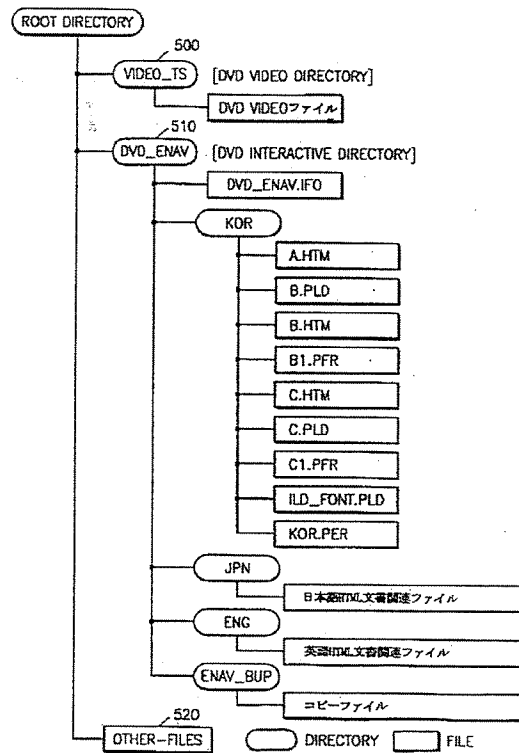 ROOT DIRECTORY
500
VIDEO_TS [DVD VIDEO DIRECTORY]
DVD VIDEOファイル
510
DVD_ENAV [DVD INTERACTIVE DIRECTORY]
DVD_ENAV.IFO
KOR
A.HTM
B.PLD
B.HTM
B1.PFR
C.HTM
C.PLD
C1.PFR
ILD_FONT.PLD
KOR.PER
JPN
日本語HTML文書関連ファイル
ENG
英語HTML文書関連ファイル
ENAV_BUP
コピーファイル
520
OTHER-FILES
DIRECTORY
FILE